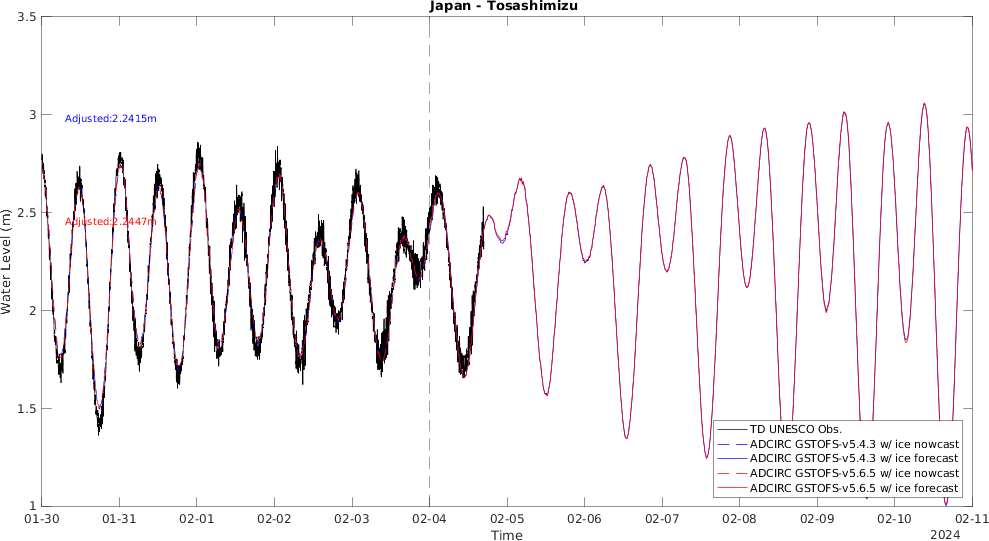 Japan - Tosashimizu
3.5
3
2.5
2
1.5
1
Water Level (m)
Adjusted:2.2415m
Adjusted:2.2447m
TD UNESCO Obs.
ADCIRC GSTOFS-v5.4.3 w/ ice nowcast
ADCIRC GSTOFS-v5.4.3 w/ ice forecast
ADCIRC GSTOFS-v5.6.5 w/ ice nowcast
ADCIRC GSTOFS-v5.6.5 w/ ice forecast
01-30 01-31 02-01 02-02 02-03 02-04 02-05 02-06 02-07 02-08 02-09 02-10 02-11
Time
2024